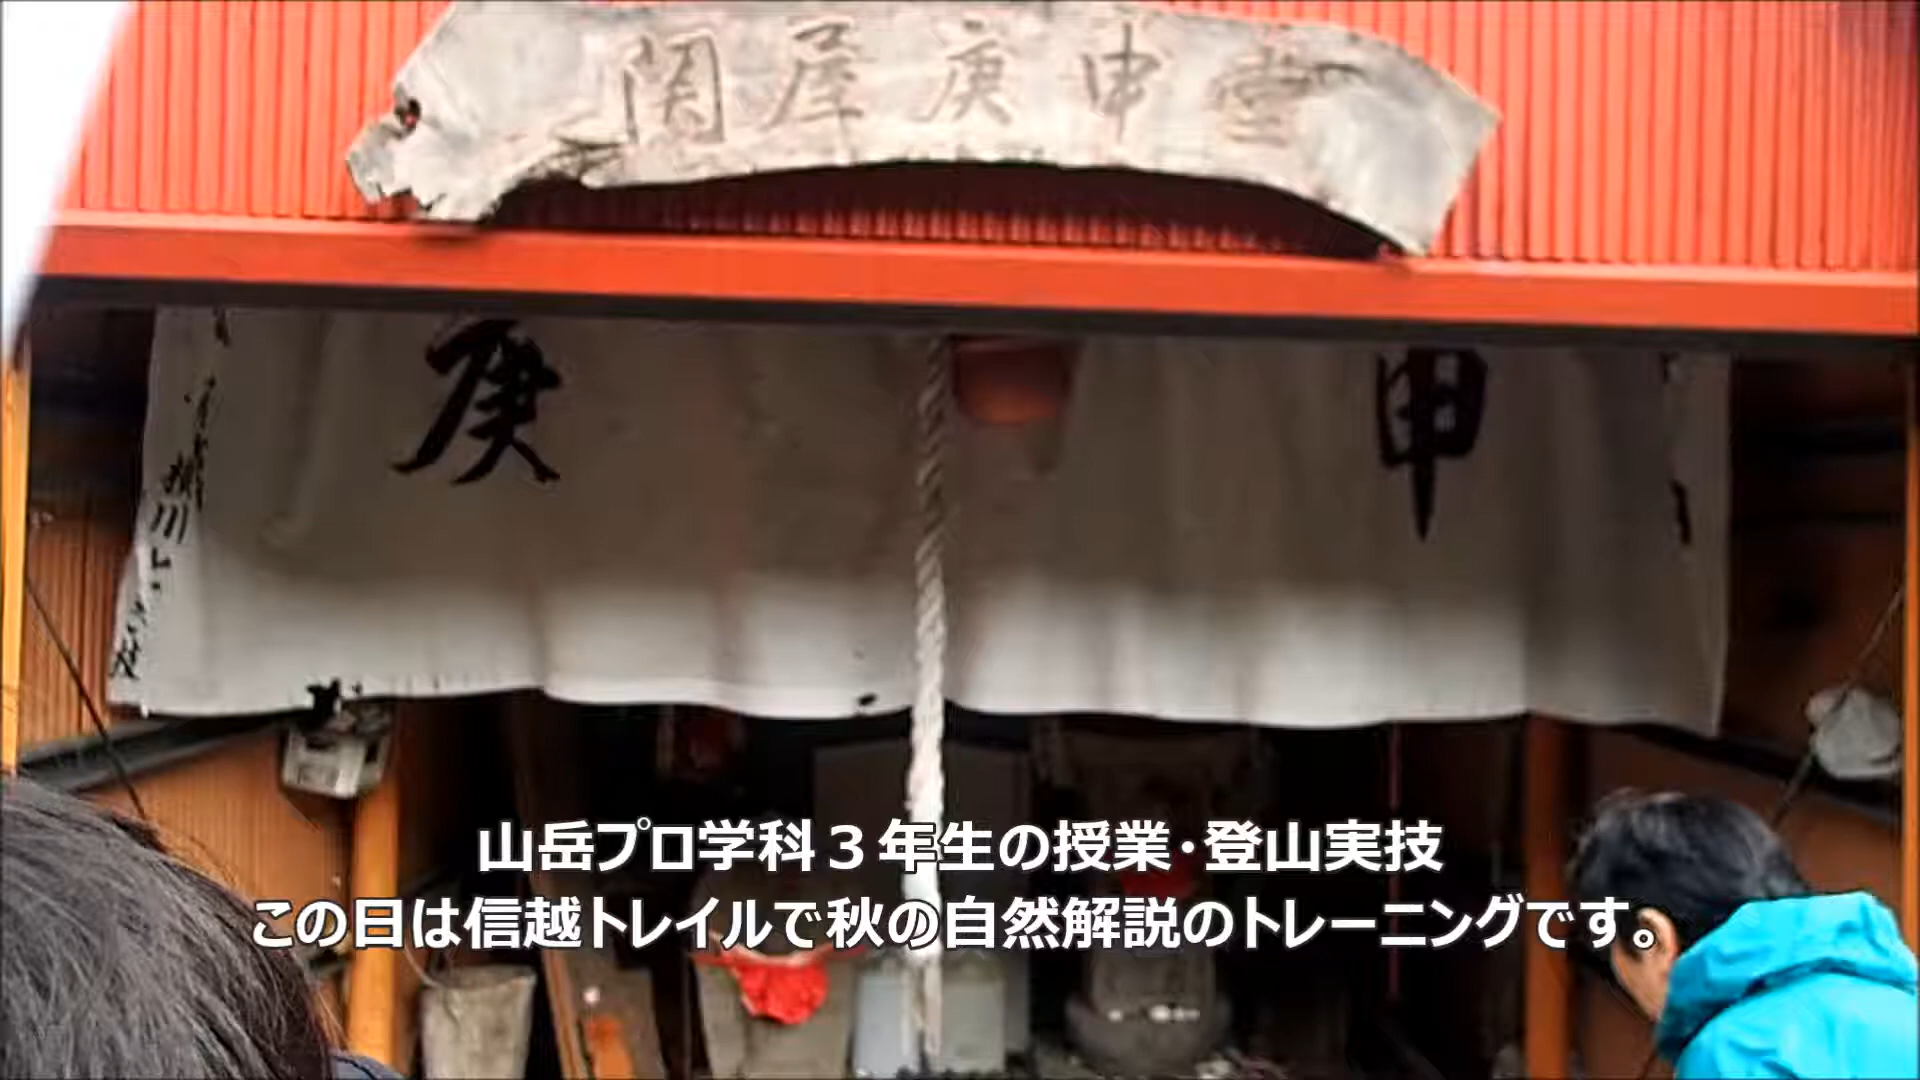 関屋庚申堂
庚
申
山岳プロ学科３年生の授業・登山実技
この日は信越トレイルで秋の自然解説のトレーニングです。